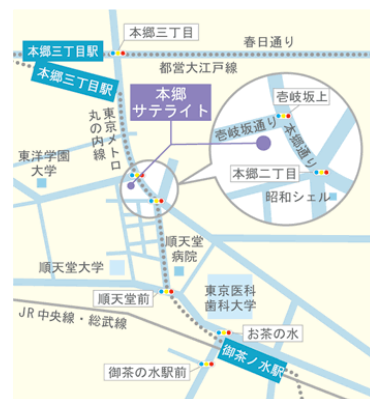 本郷三丁目
春日通り
本郷三丁目駅
本郷三丁目駅
都営大江戸線
本郷
サテライト
東京メトロ
丸の内線
壱岐坂上
壱岐坂通り
本郷通り
東洋学園
大学
本郷二丁目
昭和シェル
順天堂
病院
順天堂大学
東京医科
歯科大学
順天堂前
JR中央線・総武線
お茶の水
御茶ノ水駅
御茶の水駅前